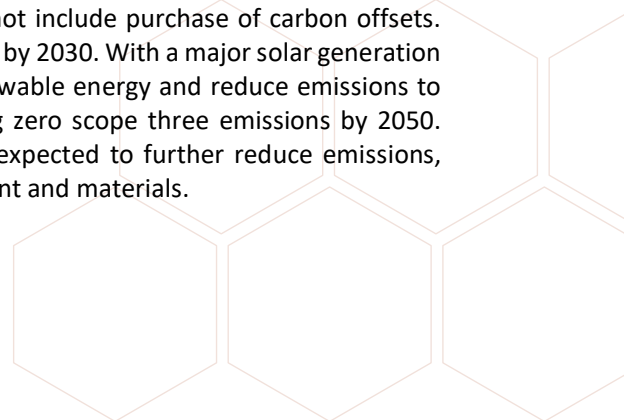 not include purchase of carbon offsets.
by 2030. With a major solar generation
wable energy and reduce emissions to
zero scope three emissions by 2050.
expected to further reduce emissions,
nt and materials.